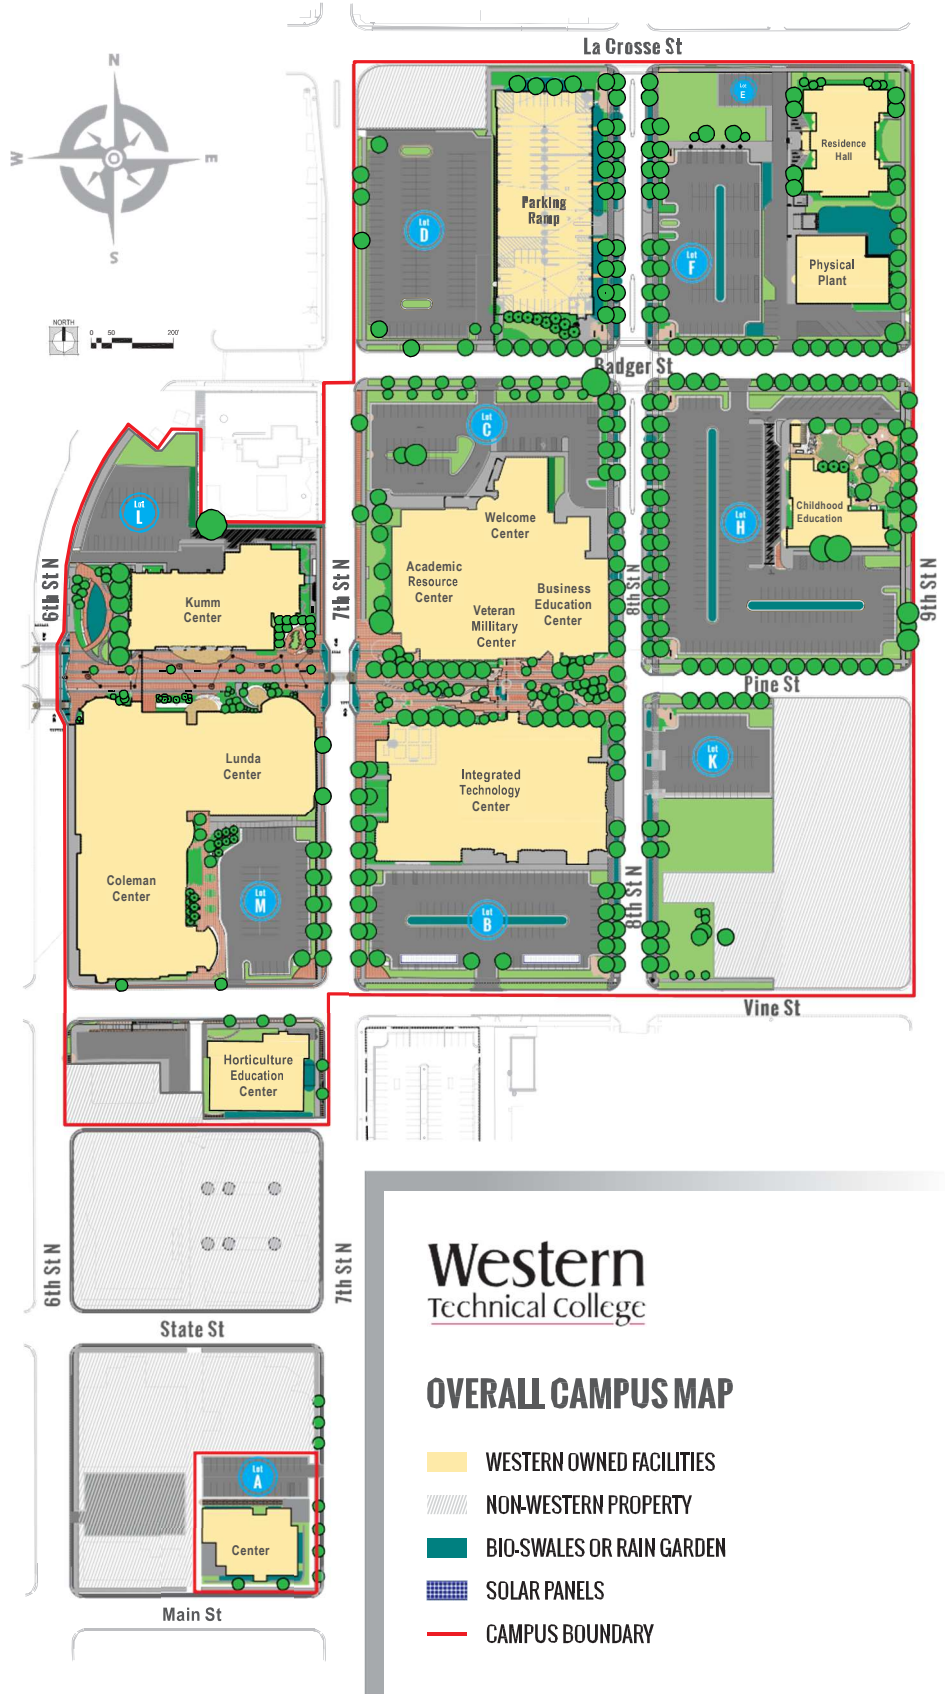 La Crosse St
N
W
E
S
NORTH
0 50 200'
Lot
D
Parking
Ramp
Lot
E
Residence
Hall
Lot
F
Physical
Plant
Badger St
Lot
C
Lot
L
Welcome
Center
Academic
Resource
Center
Business
Education
Center
Veteran
Millitary
Center
Lot
H
Childhood
Education
6th St N
Kumm
Center
7th St N
8th St N
9th St N
Pine St
Lunda
Center
Integrated
Technology
Center
Lot
K
Coleman
Center
Lot
M
Lot
B
8th St N
Vine St
Horticulture
Education
Center
6th St N
7th St N
State St
Lot
A
Center
Main St
Western
Technical College
OVERALL CAMPUS MAP
WESTERN OWNED FACILITIES
NON-WESTERN PROPERTY
BIO-SWALES OR RAIN GARDEN
SOLAR PANELS
CAMPUS BOUNDARY